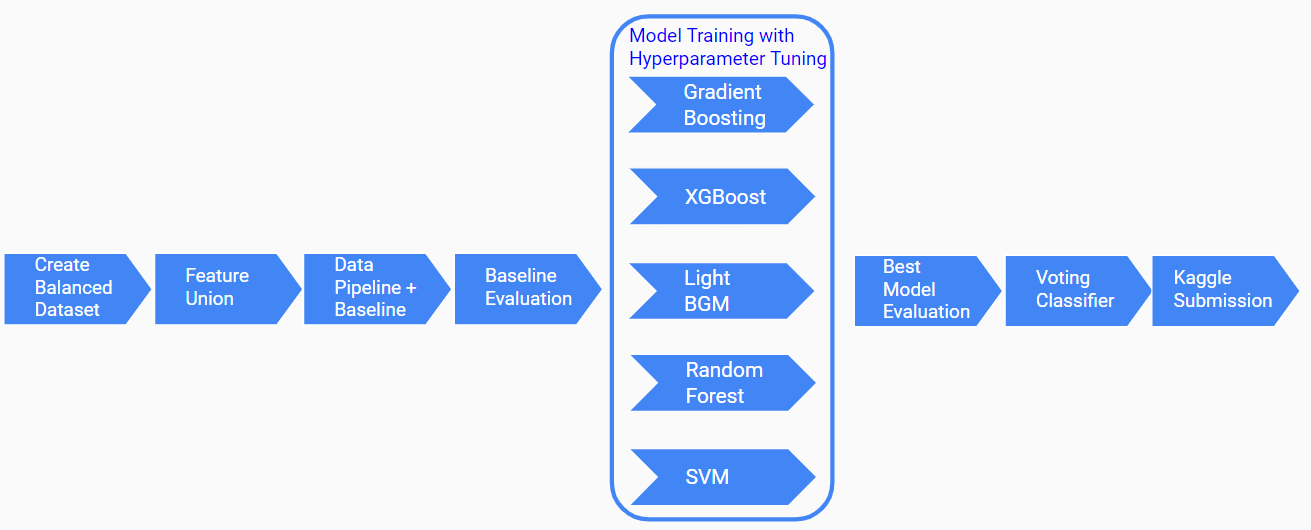 Create
Balanced
Dataset
Feature
Union
Data
Pipeline +
Baseline
Baseline
Evaluation
Model Training with
Hyperparameter Tuning
Gradient
Boosting
XGBoost
Light
BGM
Random
Forest
SVM
Best
Model
Evaluation
Voting
Classifier
Kaggle
Submission